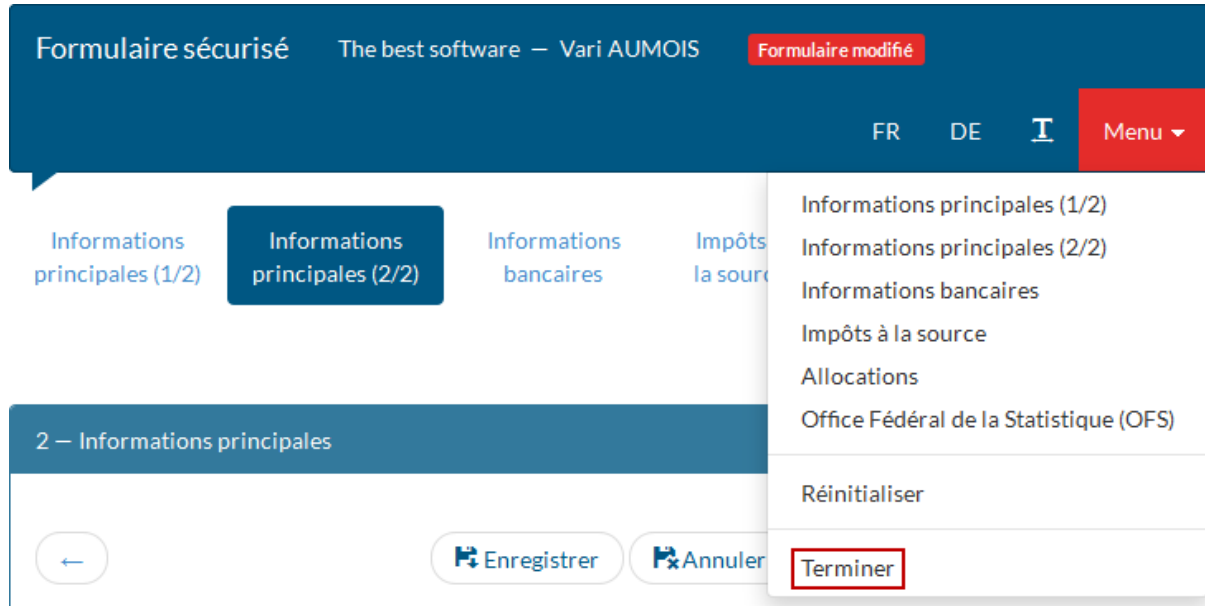 Formulaire sécurisé The best software — Vari AUMOIS Formulaire modifié
FR DE T Menu
Informations principales (1/2)
Informations principales (2/2)
Informations bancaires
Impôts à la source
Allocations
Office Fédéral de la Statistique (OFS)
Réinitialiser
Terminer
Informations
principales (1/2)
Informations
principales (2/2)
Informations
bancaires
Impôts
la sour
2 — Informations principales
← Enregistrer Annuler